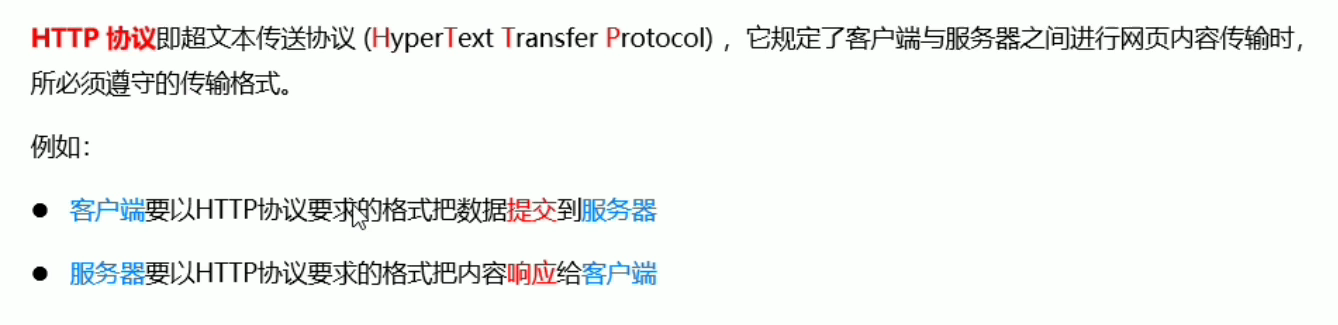 HTTP 协议即超文本传送协议 (HyperText Transfer Protocol) ，它规定了客户端与服务器之间进行网页内容传输时，
所必须遵守的传输格式。
例如：
● 客户端要以HTTP协议要求的格式把数据提交到服务器
● 服务器要以HTTP协议要求的格式把内容响应给客户端